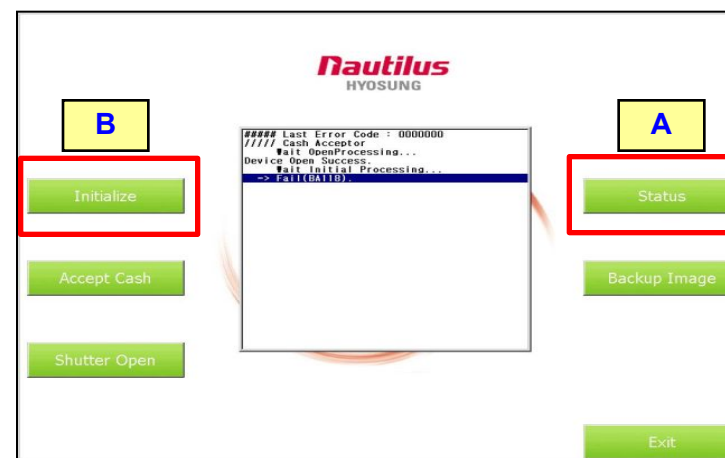 Nautilus
HYOSUNG
B
A
##### Last Error Code : 0000000
///// Cash Acceptor
Wait OpenProcessing...
Device Open Success.
Wait Initial Processing...
-> Fail(BA118).
Initialize
Status
Accept Cash
Backup Image
Shutter Open
Exit